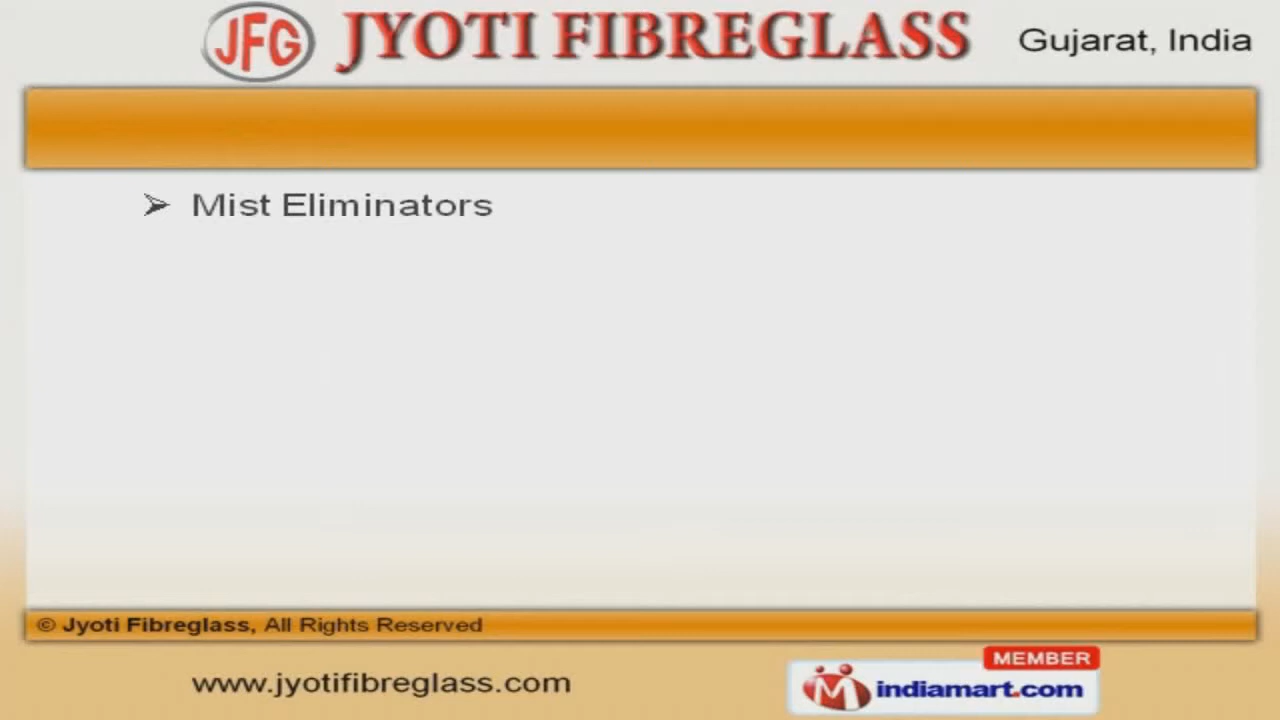 JFG JYOTI FIBREGLASS Gujarat, India
➢ Mist Eliminators
© Jyoti Fibreglass, All Rights Reserved
MEMBER
www.jyotifibreglass.com
indiamart.com